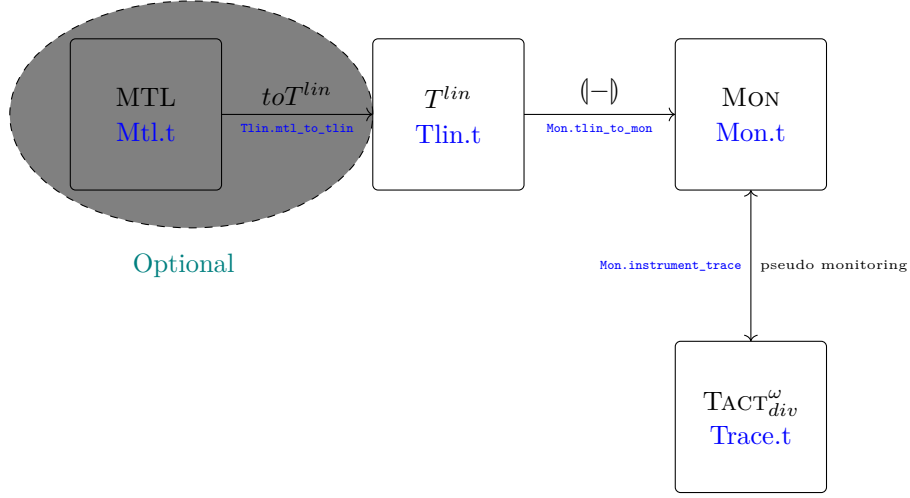 MTL
Mtl.t
toT^{lin}
Tlin.mtl_to_tlin
T^{lin}
Tlin.t
⦇−⦈
Mon.tlin_to_mon
MON
Mon.t
Optional
Mon.instrument_trace pseudo monitoring
TACT^{ω}_{div}
Trace.t